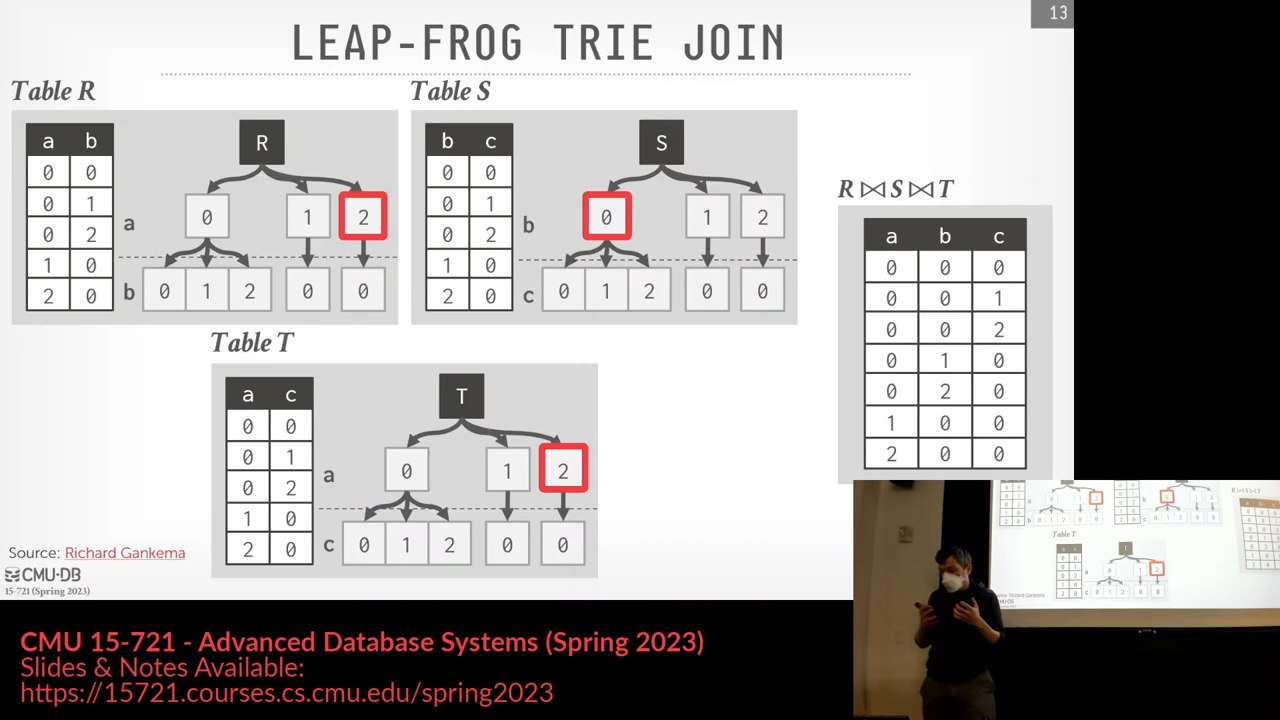 13
LEAP-FROG TRIE JOIN
Table R
a b
0 0
0 1
0 2
1 0
2 0
R
a 0 1 2
b 0 1 2 0 0
Table S
b c
0 0
0 1
0 2
1 0
2 0
S
b 0 1 2
c 0 1 2 0 0
Table T
a c
0 0
0 1
0 2
1 0
2 0
T
a 0 1 2
c 0 1 2 0 0
R ⋈ S ⋈ T
a b c
0 0 0
0 0 1
0 0 2
0 1 0
0 2 0
1 0 0
2 0 0
Source: Richard Gankema
CMU·DB
15-721 (Spring 2023)
CMU 15-721 - Advanced Database Systems (Spring 2023)
Slides & Notes Available:
https://15721.courses.cs.cmu.edu/spring2023
R⋈S⋈T
Table T